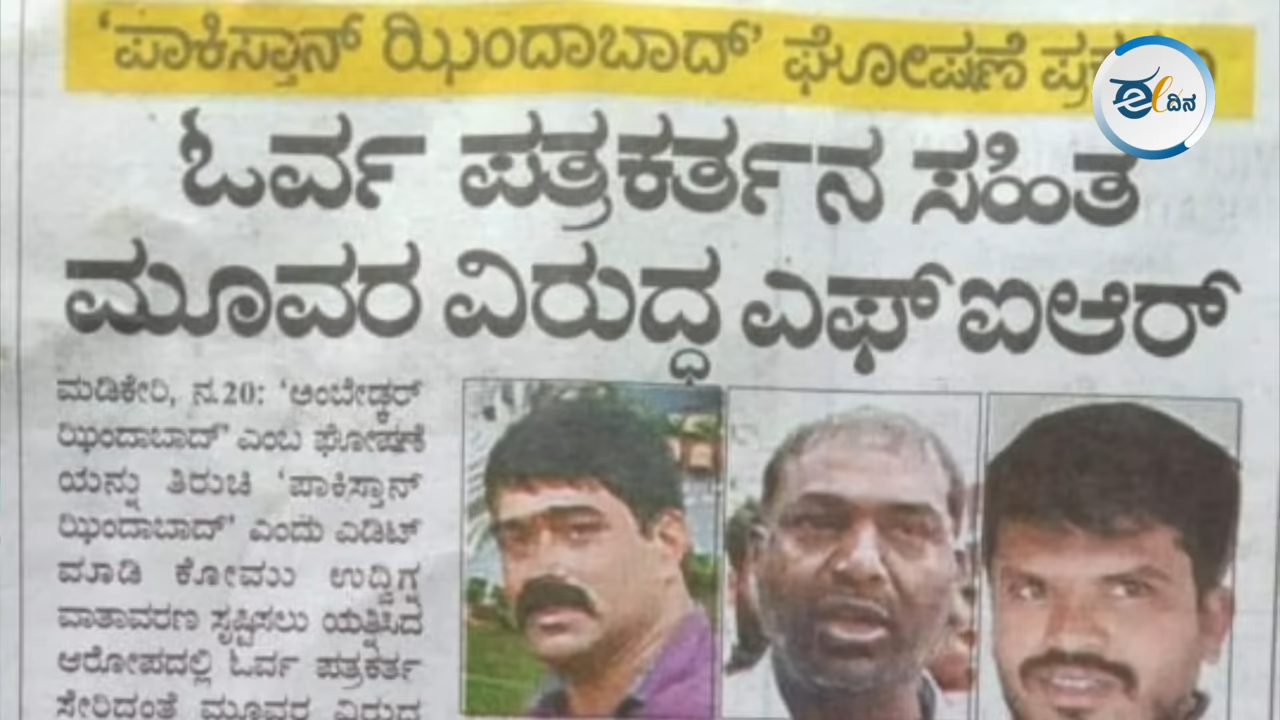 'ಪಾಕಿಸ್ತಾನ್ ಝಿಂದಾಬಾದ್' ಘೋಷಣೆ
ದಿನ
ಓರ್ವ ಪತ್ರಕರ್ತನ ಸಹಿತ
ಮೂವರ ವಿರುದ್ಧ ಎಫ್ಐಆರ್
ಮಡಿಕೇರಿ, ನ.20: 'ಅಂಬೇಡ್ಕರ್
ಝಿಂದಾಬಾದ್' ಎಂಬ ಘೋಷಣೆ
ಯನ್ನು ತಿರುಚಿ 'ಪಾಕಿಸ್ತಾನ್
ಝಿಂದಾಬಾದ್' ಎಂದು ಎಡಿಟ್
ಮಾಡಿ ಕೋಮು ಉದ್ವಿಗ್ನ
ವಾತಾವರಣ ಸೃಷ್ಟಿಸಲು ಯತ್ನಿಸಿದ
ಆರೋಪದಲ್ಲಿ ಓರ್ವ ಪತ್ರಕರ್ತ
ಸೇರಿದಂತೆ ಮೂವರ ವಿರುದ್ಧ